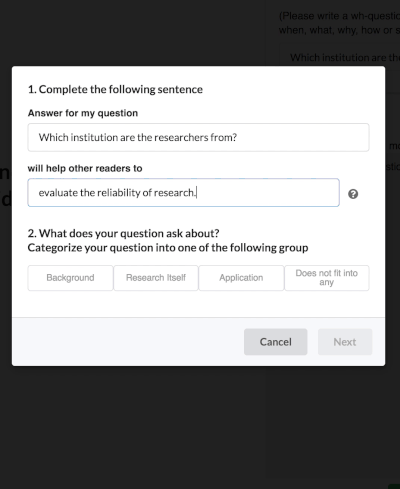 (Please write a wh-questio
when, what, why, how or s
Which institution are the
1. Complete the following sentence
Answer for my question
Which institution are the researchers from?
will help other readers to
evaluate the reliability of research.
2. What does your question ask about?
Categorize your question into one of the following group
Background
Research Itself
Application
Does not fit into
any
Cancel
Next